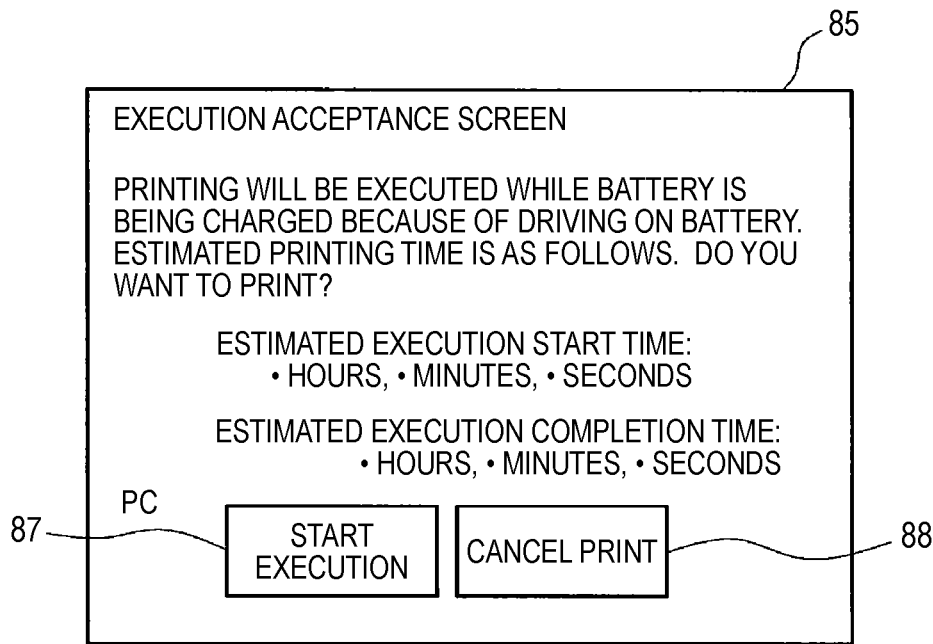 85
EXECUTION ACCEPTANCE SCREEN
PRINTING WILL BE EXECUTED WHILE BATTERY IS
BEING CHARGED BECAUSE OF DRIVING ON BATTERY.
ESTIMATED PRINTING TIME IS AS FOLLOWS. DO YOU
WANT TO PRINT?
ESTIMATED EXECUTION START TIME:
• HOURS, • MINUTES, • SECONDS
ESTIMATED EXECUTION COMPLETION TIME:
• HOURS, • MINUTES, • SECONDS
PC
87
START
EXECUTION
CANCEL PRINT
88